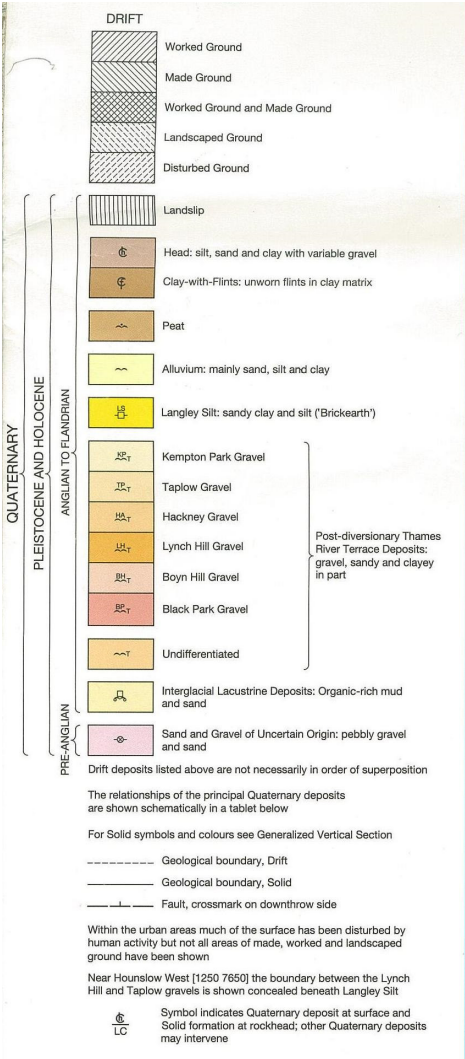 DRIFT
Worked Ground
Made Ground
Worked Ground and Made Ground
Landscaped Ground
Disturbed Ground
QUATERNARY
PLEISTOCENE AND HOLOCENE
ANGLIAN TO FLANDRIAN
Landslip
Head: silt, sand and clay with variable gravel
Clay-with-Flints: unworn flints in clay matrix
Peat
Alluvium: mainly sand, silt and clay
LS
Langley Silt: sandy clay and silt ('Brickearth')
KP T
Kempton Park Gravel
TP T
Taplow Gravel
HA T
Hackney Gravel
LH T
Lynch Hill Gravel
BH T
Boyn Hill Gravel
BP T
Black Park Gravel
Post-diversionary Thames
River Terrace Deposits:
gravel, sandy and clayey
in part
T
Undifferentiated
Interglacial Lacustrine Deposits: Organic-rich mud
and sand
PRE-ANGLIAN
Sand and Gravel of Uncertain Origin: pebbly gravel
and sand
Drift deposits listed above are not necessarily in order of superposition
The relationships of the principal Quaternary deposits
are shown schematically in a tablet below
For Solid symbols and colours see Generalized Vertical Section
Geological boundary, Drift
Geological boundary, Solid
Fault, crossmark on downthrow side
Within the urban areas much of the surface has been disturbed by
human activity but not all areas of made, worked and landscaped
ground have been shown
Near Hounslow West [1250 7650] the boundary between the Lynch
Hill and Taplow gravels is shown concealed beneath Langley Silt
LC
Symbol indicates Quaternary deposit at surface and
Solid formation at rockhead; other Quaternary deposits
may intervene